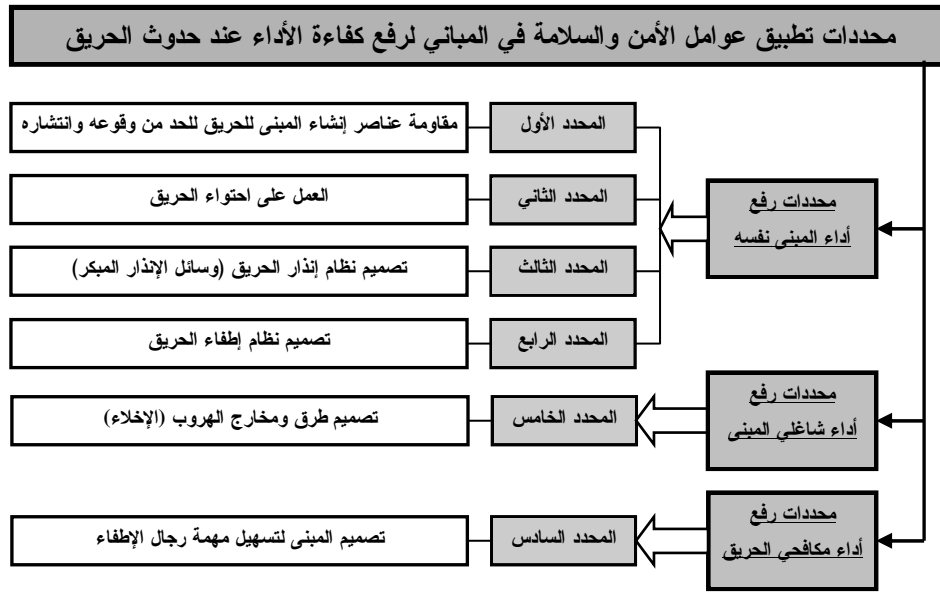 محددات تطبيق عوامل الأمن والسلامة في المباني لرفع كفاءة الأداء عند حدوث الحريق
محددات رفع
أداء المبنى نفسه
المحدد الأول
مقاومة عناصر إنشاء المبنى للحريق للحد من وقوعه وانتشاره
المحدد الثاني
العمل على احتواء الحريق
المحدد الثالث
تصميم نظام إنذار الحريق (وسائل الإنذار المبكر)
المحدد الرابع
تصميم نظام إطفاء الحريق
محددات رفع
أداء شاغلي المبنى
المحدد الخامس
تصميم طرق ومخارج الهروب (الإخلاء)
محددات رفع
أداء مكافحي الحريق
المحدد السادس
تصميم المبنى لتسهيل مهمة رجال الإطفاء